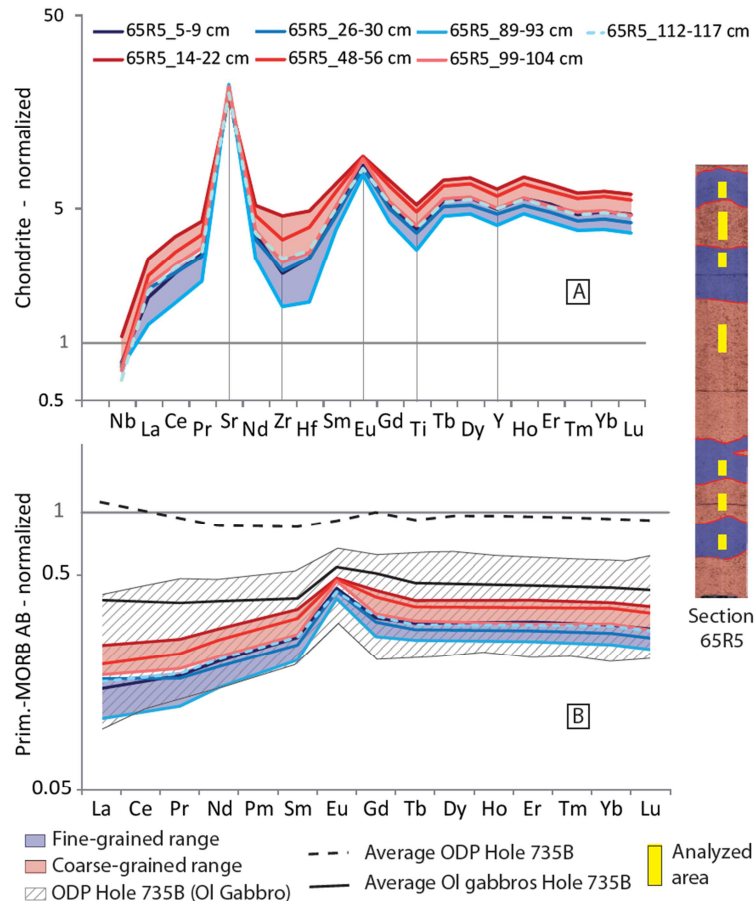 50
65R5_5-9 cm 65R5_26-30 cm 65R5_89-93 cm 65R5_112-117 cm
65R5_14-22 cm 65R5_48-56 cm 65R5_99-104 cm
Chondrite - normalized
5
A
1
0.5
Nb La Ce Pr Sr Nd Zr Hf Sm Eu Gd Ti Tb Dy Y Ho Er Tm Yb Lu
Section
65R5
Prim.-MORB AB - normalized
1
0.5
B
0.05
La Ce Pr Nd Pm Sm Eu Gd Tb Dy Ho Er Tm Yb Lu
Fine-grained range
Coarse-grained range
ODP Hole 735B (Ol Gabbro)
Average ODP Hole 735B
Average Ol gabbros Hole 735B
Analyzed
area